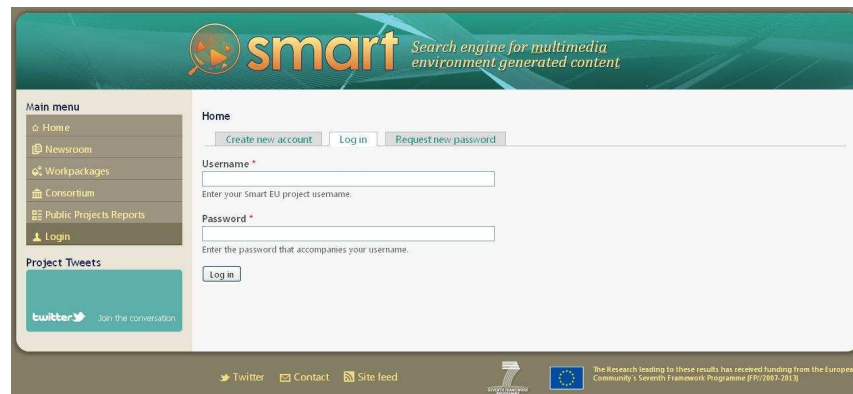 smart
Search engine for multimedia
environment generated content
Main menu
Home
Newsroom
Workpackages
Consortium
Public Projects Reports
Login
Project Tweets
twitter Join the conversation
Home
Create new account Log in Request new password
Username *
Enter your Smart EU project username.
Password *
Enter the password that accompanies your username.
Log in
Twitter Contact Site feed
SEVENTH FRAMEWORK
The Research leading to these results has received funding from the Europea
Community's Seventh Framework Programme [FP//2007-2013]